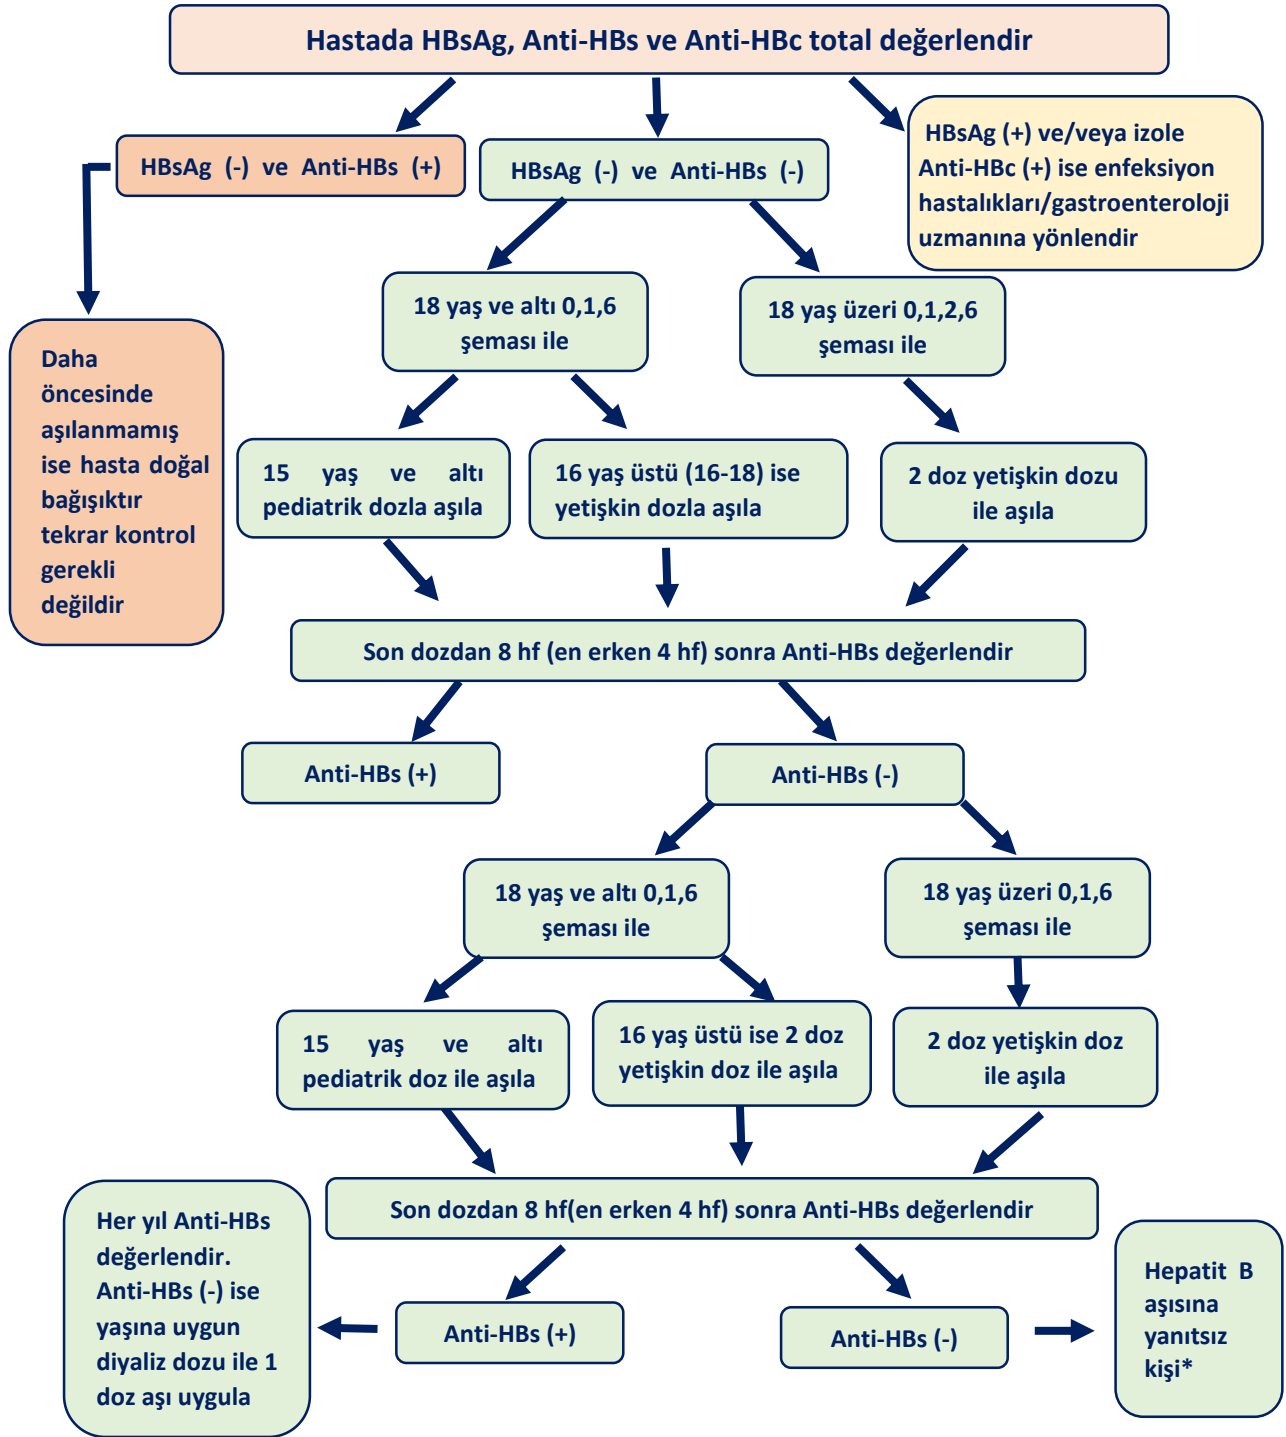 Hastada HBsAg, Anti-HBs ve Anti-HBc total değerlendir
HBsAg (-) ve Anti-HBs (+)
HBsAg (-) ve Anti-HBs (-)
HBsAg (+) ve/veya izole
Anti-HBc (+) ise enfeksiyon
hastalıkları/gastroenteroloji
uzmanına yönlendir
Daha
öncesinde
aşılanmamış
ise hasta doğal
bağışıktır
tekrar kontrol
gerekli
değildir
18 yaş ve altı 0,1,6
şeması ile
18 yaş üzeri 0,1,2,6
şeması ile
15 yaş ve altı
pediatrik dozla aşıla
16 yaş üstü (16-18) ise
yetişkin dozla aşıla
2 doz yetişkin dozu
ile aşıla
Son dozdan 8 hf (en erken 4 hf) sonra Anti-HBs değerlendir
Anti-HBs (+)
Anti-HBs (-)
18 yaş ve altı 0,1,6
şeması ile
18 yaş üzeri 0,1,6
şeması ile
15 yaş ve altı
pediatrik doz ile aşıla
16 yaş üstü ise 2 doz
yetişkin doz ile aşıla
2 doz yetişkin doz
ile aşıla
Son dozdan 8 hf(en erken 4 hf) sonra Anti-HBs değerlendir
Her yıl Anti-HBs
değerlendir.
Anti-HBs (-) ise
yaşına uygun
diyaliz dozu ile 1
doz aşı uygula
Anti-HBs (+)
Anti-HBs (-)
Hepatit B
aşısına
yanıtsız
kişi*